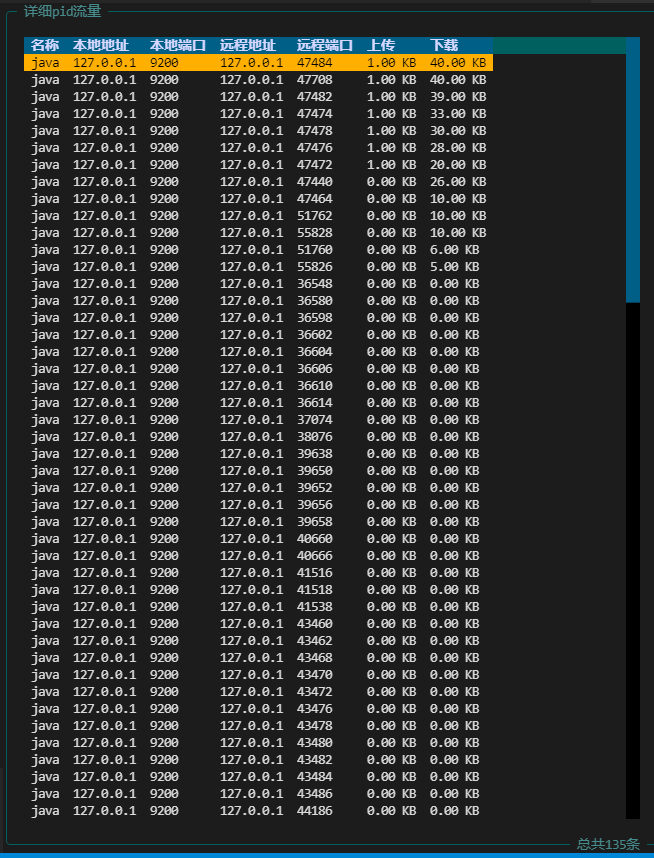 详细pid流量
名称 本地地址 本地端口 远程地址 远程端口 上传 下载
java 127.0.0.1 9200 127.0.0.1 47484 1.00 KB 40.00 KB
java 127.0.0.1 9200 127.0.0.1 47708 1.00 KB 40.00 KB
java 127.0.0.1 9200 127.0.0.1 47482 1.00 KB 39.00 KB
java 127.0.0.1 9200 127.0.0.1 47474 1.00 KB 33.00 KB
java 127.0.0.1 9200 127.0.0.1 47478 1.00 KB 30.00 KB
java 127.0.0.1 9200 127.0.0.1 47476 1.00 KB 28.00 KB
java 127.0.0.1 9200 127.0.0.1 47472 1.00 KB 20.00 KB
java 127.0.0.1 9200 127.0.0.1 47440 0.00 KB 26.00 KB
java 127.0.0.1 9200 127.0.0.1 47464 0.00 KB 10.00 KB
java 127.0.0.1 9200 127.0.0.1 51762 0.00 KB 10.00 KB
java 127.0.0.1 9200 127.0.0.1 55828 0.00 KB 10.00 KB
java 127.0.0.1 9200 127.0.0.1 51760 0.00 KB 6.00 KB
java 127.0.0.1 9200 127.0.0.1 55826 0.00 KB 5.00 KB
java 127.0.0.1 9200 127.0.0.1 36548 0.00 KB 0.00 KB
java 127.0.0.1 9200 127.0.0.1 36580 0.00 KB 0.00 KB
java 127.0.0.1 9200 127.0.0.1 36598 0.00 KB 0.00 KB
java 127.0.0.1 9200 127.0.0.1 36602 0.00 KB 0.00 KB
java 127.0.0.1 9200 127.0.0.1 36604 0.00 KB 0.00 KB
java 127.0.0.1 9200 127.0.0.1 36606 0.00 KB 0.00 KB
java 127.0.0.1 9200 127.0.0.1 36610 0.00 KB 0.00 KB
java 127.0.0.1 9200 127.0.0.1 36614 0.00 KB 0.00 KB
java 127.0.0.1 9200 127.0.0.1 37074 0.00 KB 0.00 KB
java 127.0.0.1 9200 127.0.0.1 38076 0.00 KB 0.00 KB
java 127.0.0.1 9200 127.0.0.1 39638 0.00 KB 0.00 KB
java 127.0.0.1 9200 127.0.0.1 39650 0.00 KB 0.00 KB
java 127.0.0.1 9200 127.0.0.1 39652 0.00 KB 0.00 KB
java 127.0.0.1 9200 127.0.0.1 39656 0.00 KB 0.00 KB
java 127.0.0.1 9200 127.0.0.1 39658 0.00 KB 0.00 KB
java 127.0.0.1 9200 127.0.0.1 40660 0.00 KB 0.00 KB
java 127.0.0.1 9200 127.0.0.1 40666 0.00 KB 0.00 KB
java 127.0.0.1 9200 127.0.0.1 41516 0.00 KB 0.00 KB
java 127.0.0.1 9200 127.0.0.1 41518 0.00 KB 0.00 KB
java 127.0.0.1 9200 127.0.0.1 41538 0.00 KB 0.00 KB
java 127.0.0.1 9200 127.0.0.1 43460 0.00 KB 0.00 KB
java 127.0.0.1 9200 127.0.0.1 43462 0.00 KB 0.00 KB
java 127.0.0.1 9200 127.0.0.1 43468 0.00 KB 0.00 KB
java 127.0.0.1 9200 127.0.0.1 43470 0.00 KB 0.00 KB
java 127.0.0.1 9200 127.0.0.1 43472 0.00 KB 0.00 KB
java 127.0.0.1 9200 127.0.0.1 43476 0.00 KB 0.00 KB
java 127.0.0.1 9200 127.0.0.1 43478 0.00 KB 0.00 KB
java 127.0.0.1 9200 127.0.0.1 43480 0.00 KB 0.00 KB
java 127.0.0.1 9200 127.0.0.1 43482 0.00 KB 0.00 KB
java 127.0.0.1 9200 127.0.0.1 43484 0.00 KB 0.00 KB
java 127.0.0.1 9200 127.0.0.1 43486 0.00 KB 0.00 KB
java 127.0.0.1 9200 127.0.0.1 44186 0.00 KB 0.00 KB
总共135条